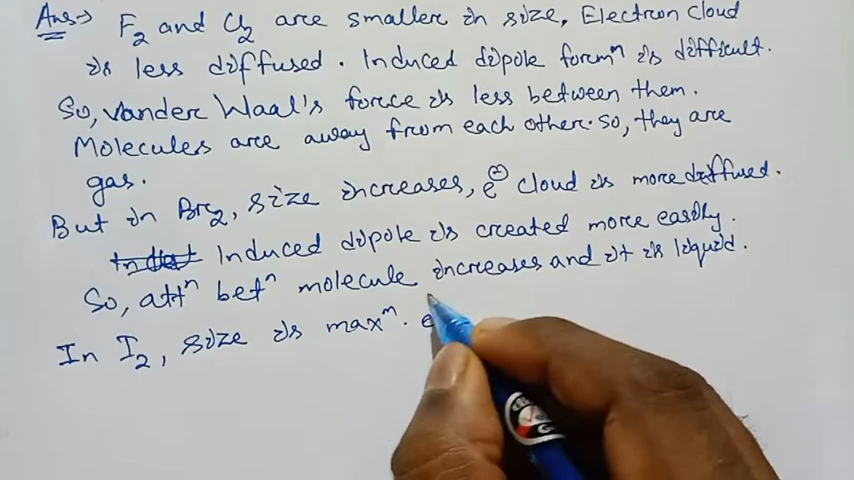 Ans→ F2 and Cl2 are smaller in size, Electron Cloud
is less diffused. Induced dipole formⁿ is difficult.
So, Vander Waal's force is less between them.
Molecules are away from each other. So, they are
gas.
But in Br2, size increases, e⊖ cloud is more diffused.
Induced dipole is created more easily.
So, attⁿ betⁿ molecule increases and it is liquid.
In I2, size is maxᵐ. e